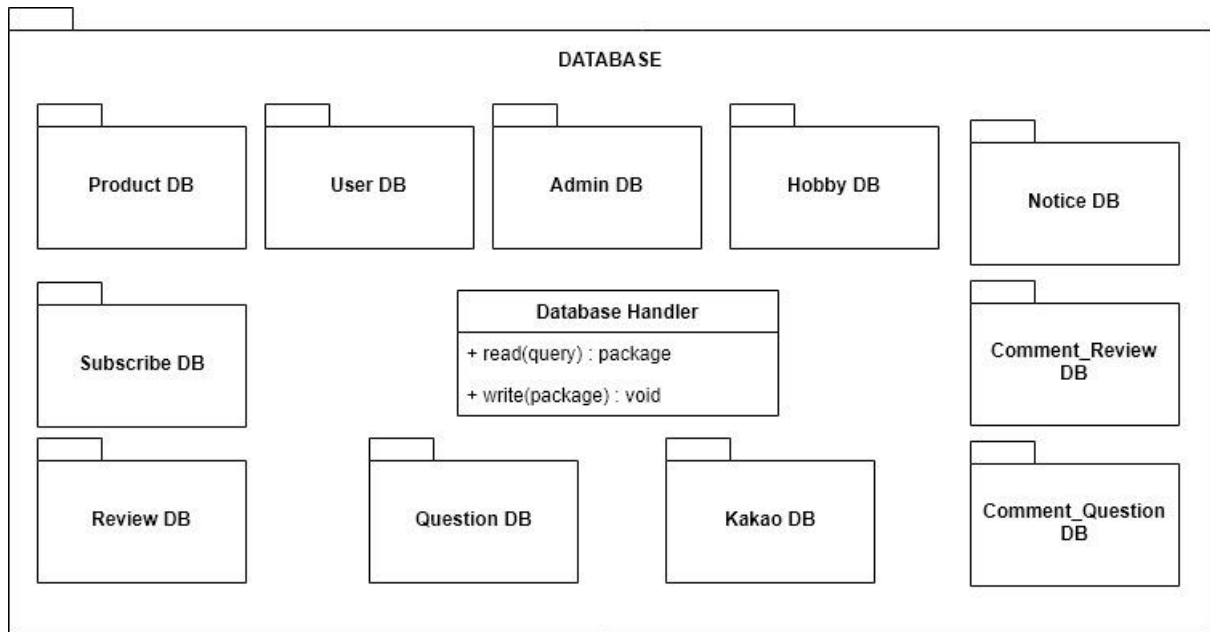 DATABASE
Product DB
User DB
Admin DB
Hobby DB
Notice DB
Subscribe DB
Database Handler
+ read(query) : package
+ write(package) : void
Comment_Review
DB
Review DB
Question DB
Kakao DB
Comment_Question
DB